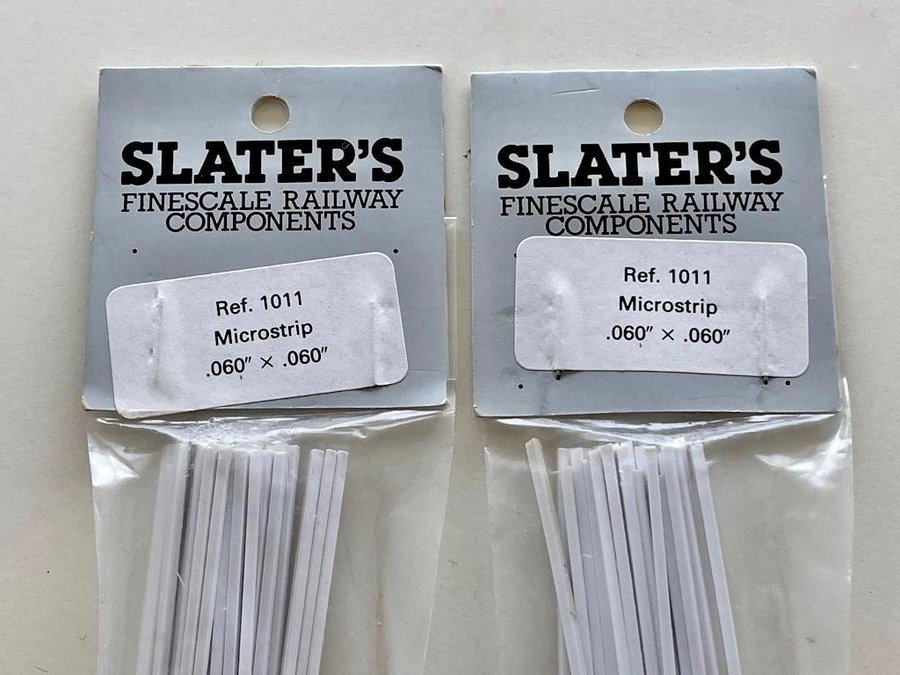 SLATER'S
FINESCALE RAILWAY
COMPONENTS
Ref. 1011
Microstrip
.060″ × .060″
SLATER'S
FINESCALE RAILWAY
COMPONENTS
Ref. 1011
Microstrip
.060″ × .060″